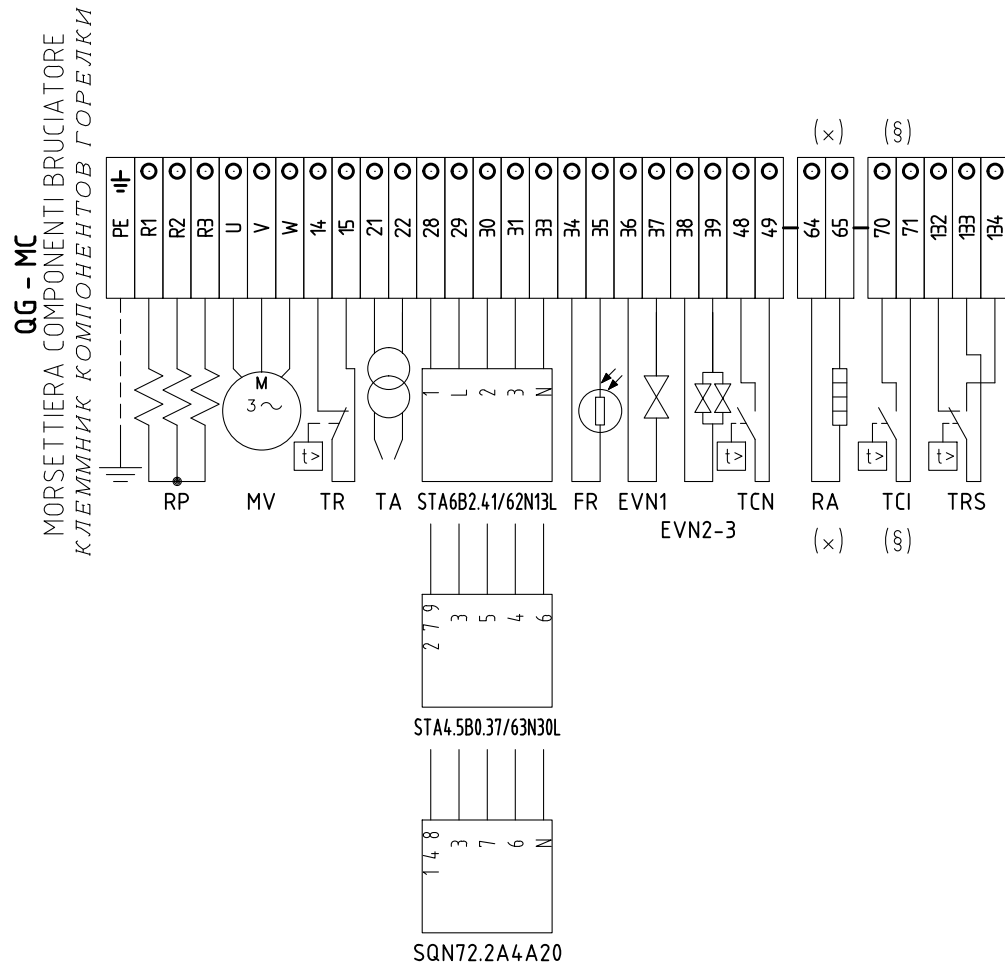 QG - MC
MORSETTIERA COMPONENTI BRUCIATORE
КЛЕММНИК КОМПОНЕНТОВ ГОРЕЛКИ
(×) (§)
PE R1 R2 R3 U V W 14 15 21 22 28 29 30 31 33 34 35 36 37 38 39 48 49 64 65 70 71 132 133 134
M
3~
1 L 2 3 N
t> t> t> t>
RP MV TR TA STA6B2.41/62N13L FR EVN1 TCN RA TCI TRS
EVN2-3
(×) (§)
2 7 9 3 5 4 6
STA4.5B0.37/63N30L
1 4 8 3 7 6 N
SQN72.2A4A20